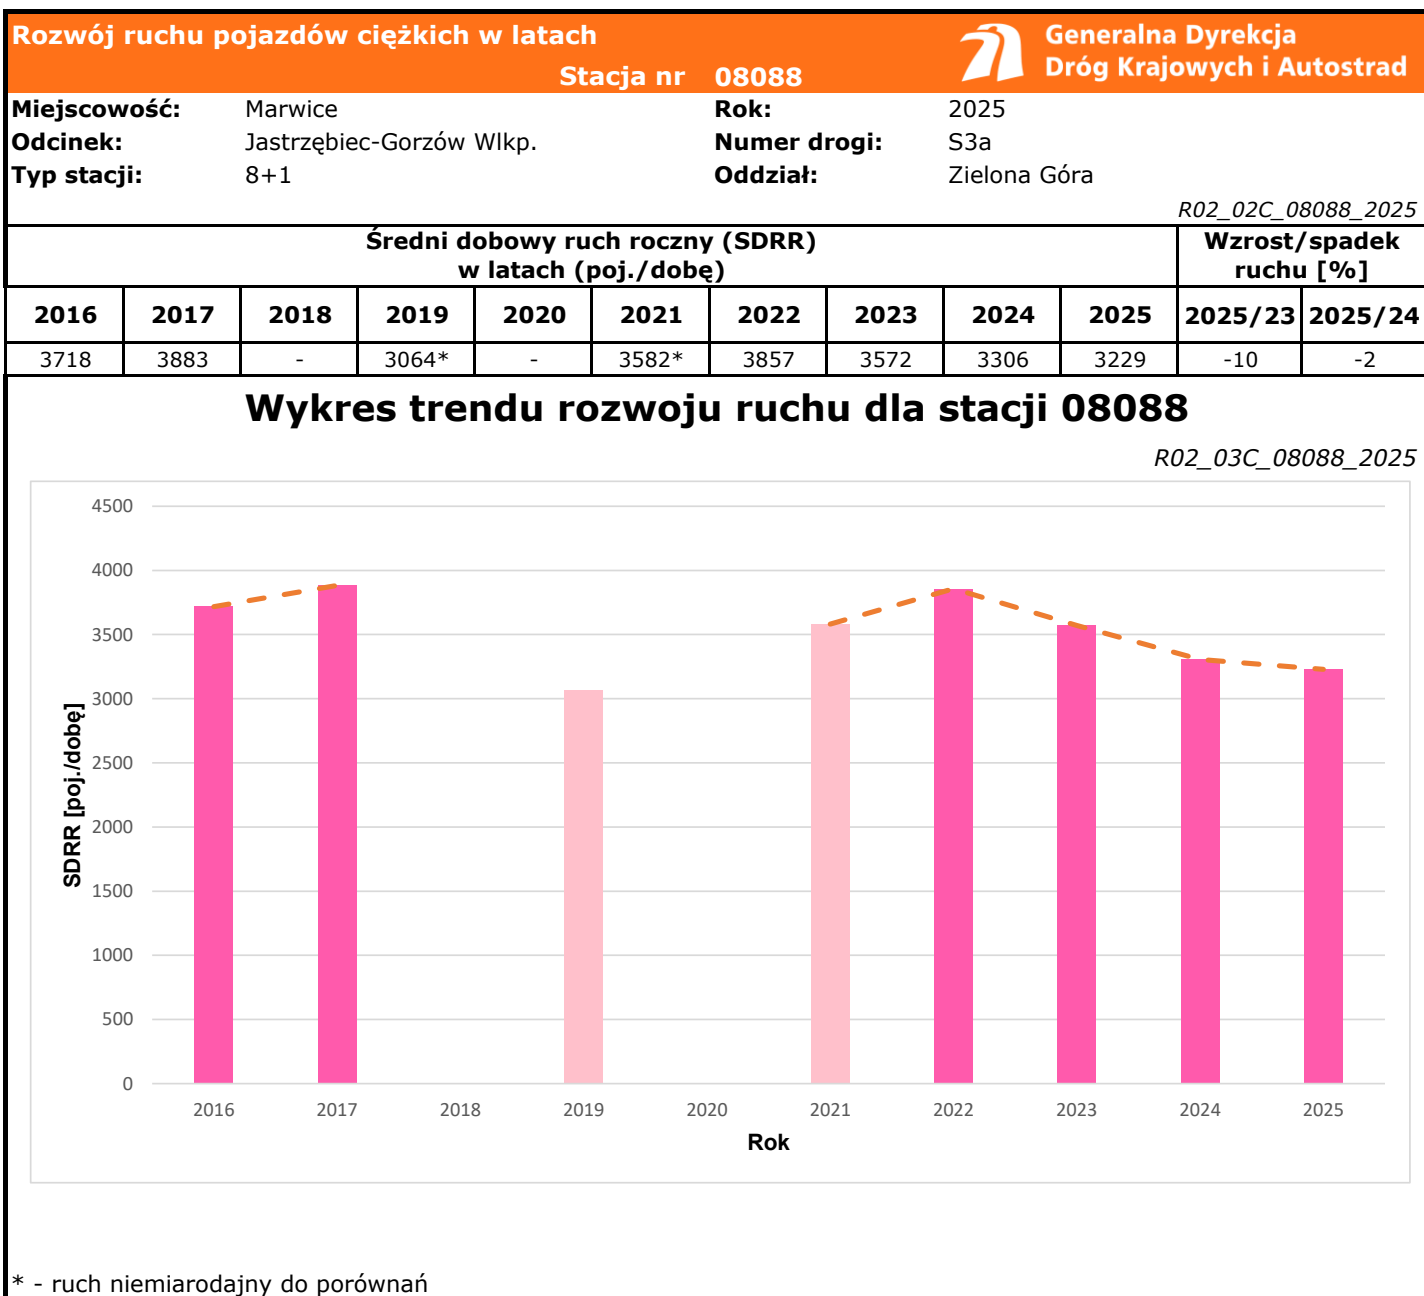 Rozwój ruchu pojazdów ciężkich w latach
Stacja nr 08088
Generalna Dyrekcja
Dróg Krajowych i Autostrad
Miejscowość: Marwice Rok: 2025
Odcinek: Jastrzębiec-Gorzów Wlkp. Numer drogi: S3a
Typ stacji: 8+1 Oddział: Zielona Góra
R02_02C_08088_2025
Średni dobowy ruch roczny (SDRR)
w latach (poj./dobę)
Wzrost/spadek
ruchu [%]
2016 2017 2018 2019 2020 2021 2022 2023 2024 2025 2025/23 2025/24
3718 3883 - 3064* - 3582* 3857 3572 3306 3229 -10 -2
Wykres trendu rozwoju ruchu dla stacji 08088
R02_03C_08088_2025
SDRR [poj./dobę]
4500
4000
3500
3000
2500
2000
1500
1000
500
0
2016 2017 2018 2019 2020 2021 2022 2023 2024 2025
Rok
* - ruch niemiarodajny do porównań